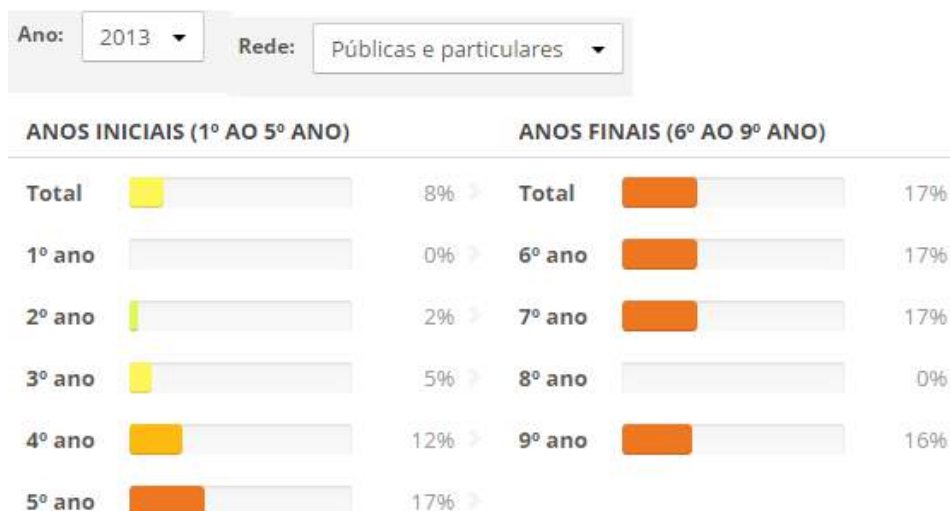 Ano: 2013 Rede: Públicas e particulares
ANOS INICIAIS (1º AO 5º ANO)
Total 8%
1º ano 0%
2º ano 2%
3º ano 5%
4º ano 12%
5º ano 17%
ANOS FINAIS (6º AO 9º ANO)
Total 17%
6º ano 17%
7º ano 17%
8º ano 0%
9º ano 16%